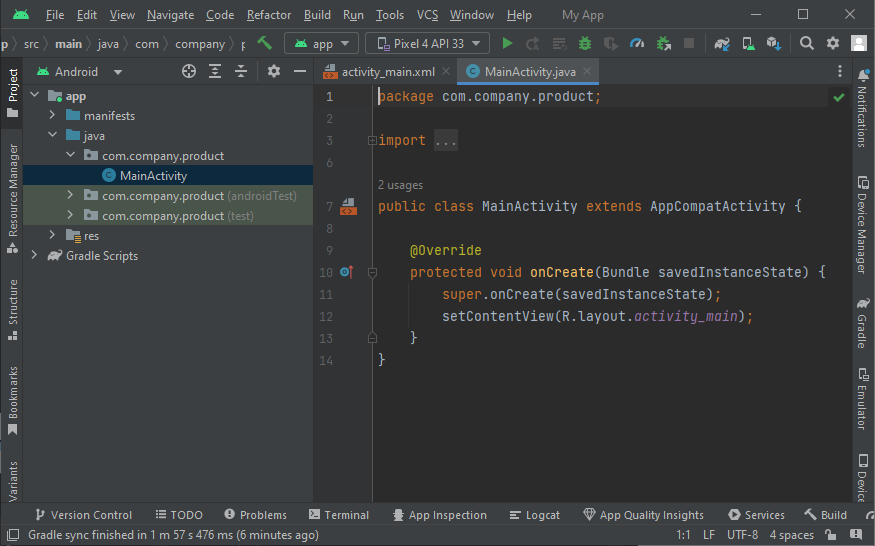 File Edit View Navigate Code Refactor Build Run Tools VCS Window Help My App
p src main java com company app Pixel 4 API 33
Project
Resource Manager
Structure
Bookmarks
Variants
Android
app
manifests
java
com.company.product
MainActivity
com.company.product (androidTest)
com.company.product (test)
res
Gradle Scripts
activity_main.xml MainActivity.java
1 package com.company.product;
2
3 import ...
6
2 usages
7 public class MainActivity extends AppCompatActivity {
8
9 @Override
10 protected void onCreate(Bundle savedInstanceState) {
11 super.onCreate(savedInstanceState);
12 setContentView(R.layout.activity_main);
13 }
14 }
Notifications
Device Manager
Gradle
Emulator
Version Control TODO Problems Terminal App Inspection Logcat App Quality Insights Services Build
Gradle sync finished in 1 m 57 s 476 ms (6 minutes ago) 1:1 LF UTF-8 4 spaces